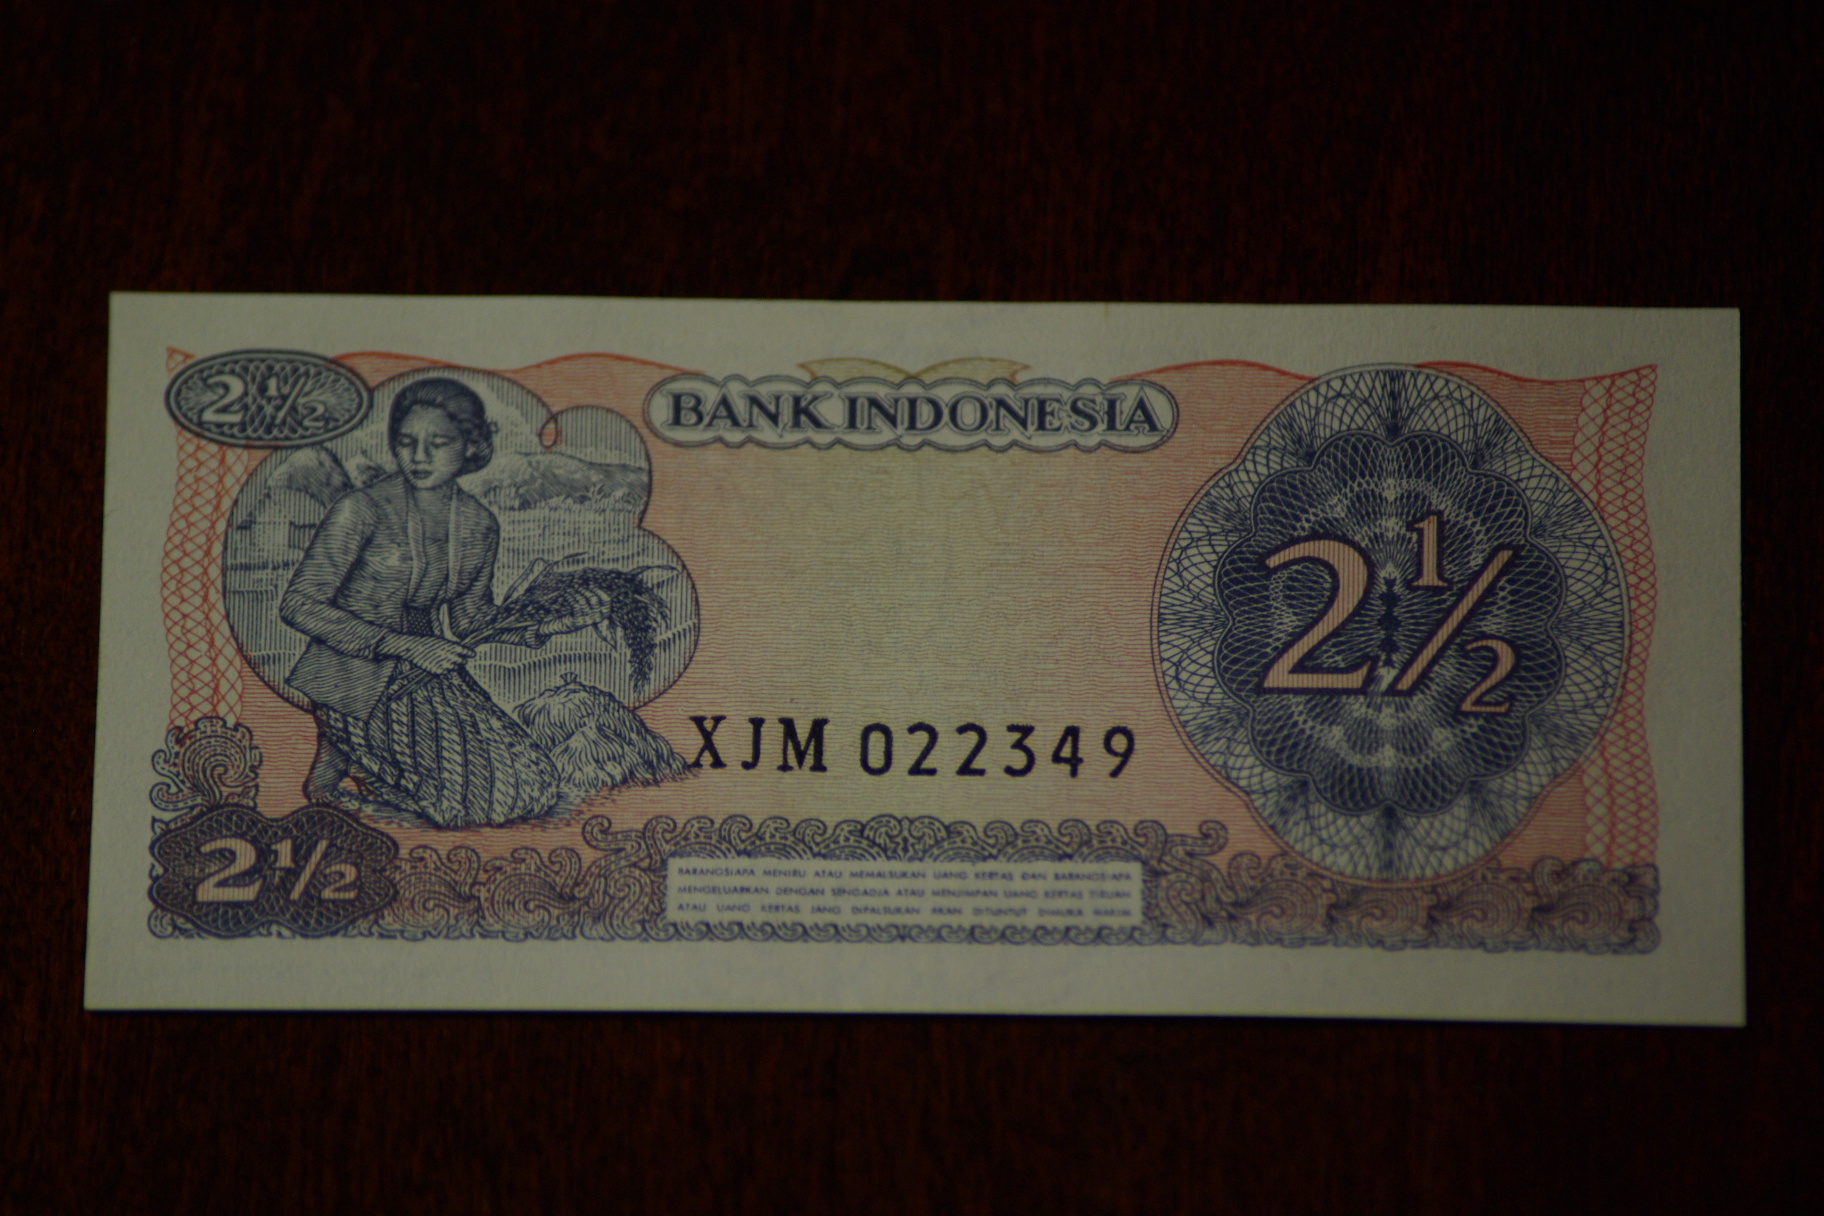 2½
BANK INDONESIA
2½
XJM 022349
2½
BARANGSIAPA MENIRU ATAU MEMALSUKAN UANG KERTAS DAN BARANGSIAPA
MENGELUARKAN DENGAN SENGADJA ATAU MENJIMPAN UANG KERTAS TIRUAN
ATAU UANG KERTAS JANG DIPALSUKAN AKAN DITUNTUT DIMUKA HAKIM